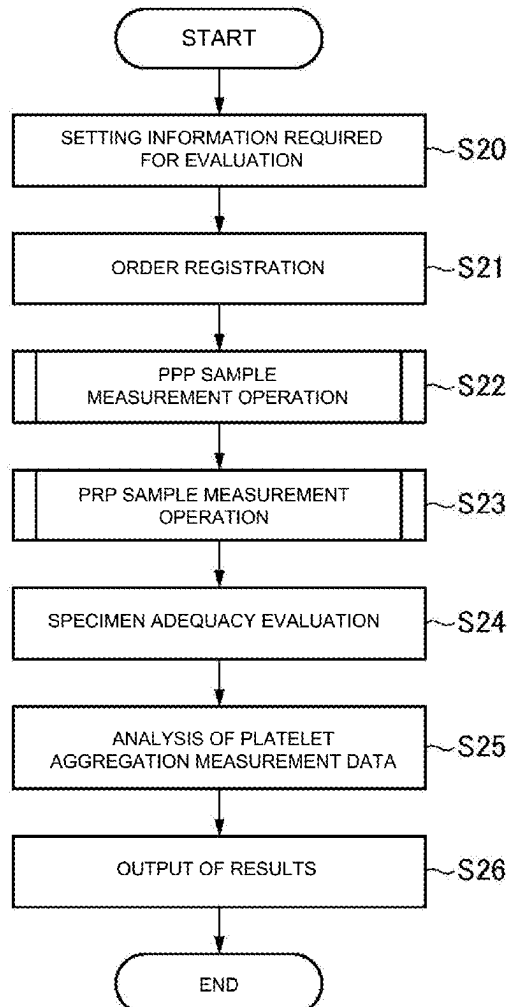 START
SETTING INFORMATION REQUIRED
FOR EVALUATION
S20
ORDER REGISTRATION
S21
PPP SAMPLE
MEASUREMENT OPERATION
S22
PRP SAMPLE MEASUREMENT
OPERATION
S23
SPECIMEN ADEQUACY EVALUATION
S24
ANALYSIS OF PLATELET
AGGREGATION MEASUREMENT DATA
S25
OUTPUT OF RESULTS
S26
END